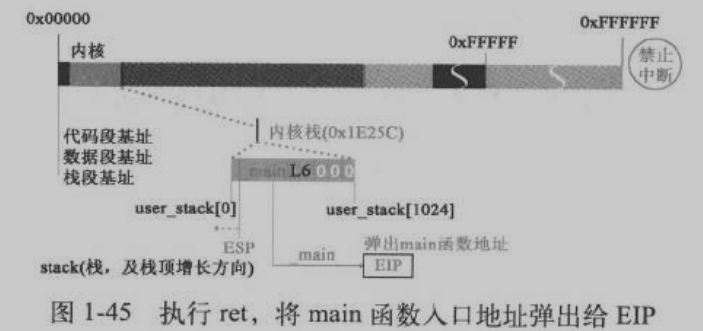 0x00000
0xFFFFFF
内核
0xFFFFF
禁止
中断
代码段基址
数据段基址
栈段基址
内核栈(0x1E25C)
main L6 0 0 0
user_stack[0]
user_stack[1024]
ESP
_main
弹出main函数地址
EIP
stack(栈，及栈顶增长方向)
图 1-45 执行 ret，将 main 函数入口地址弹出给 EIP